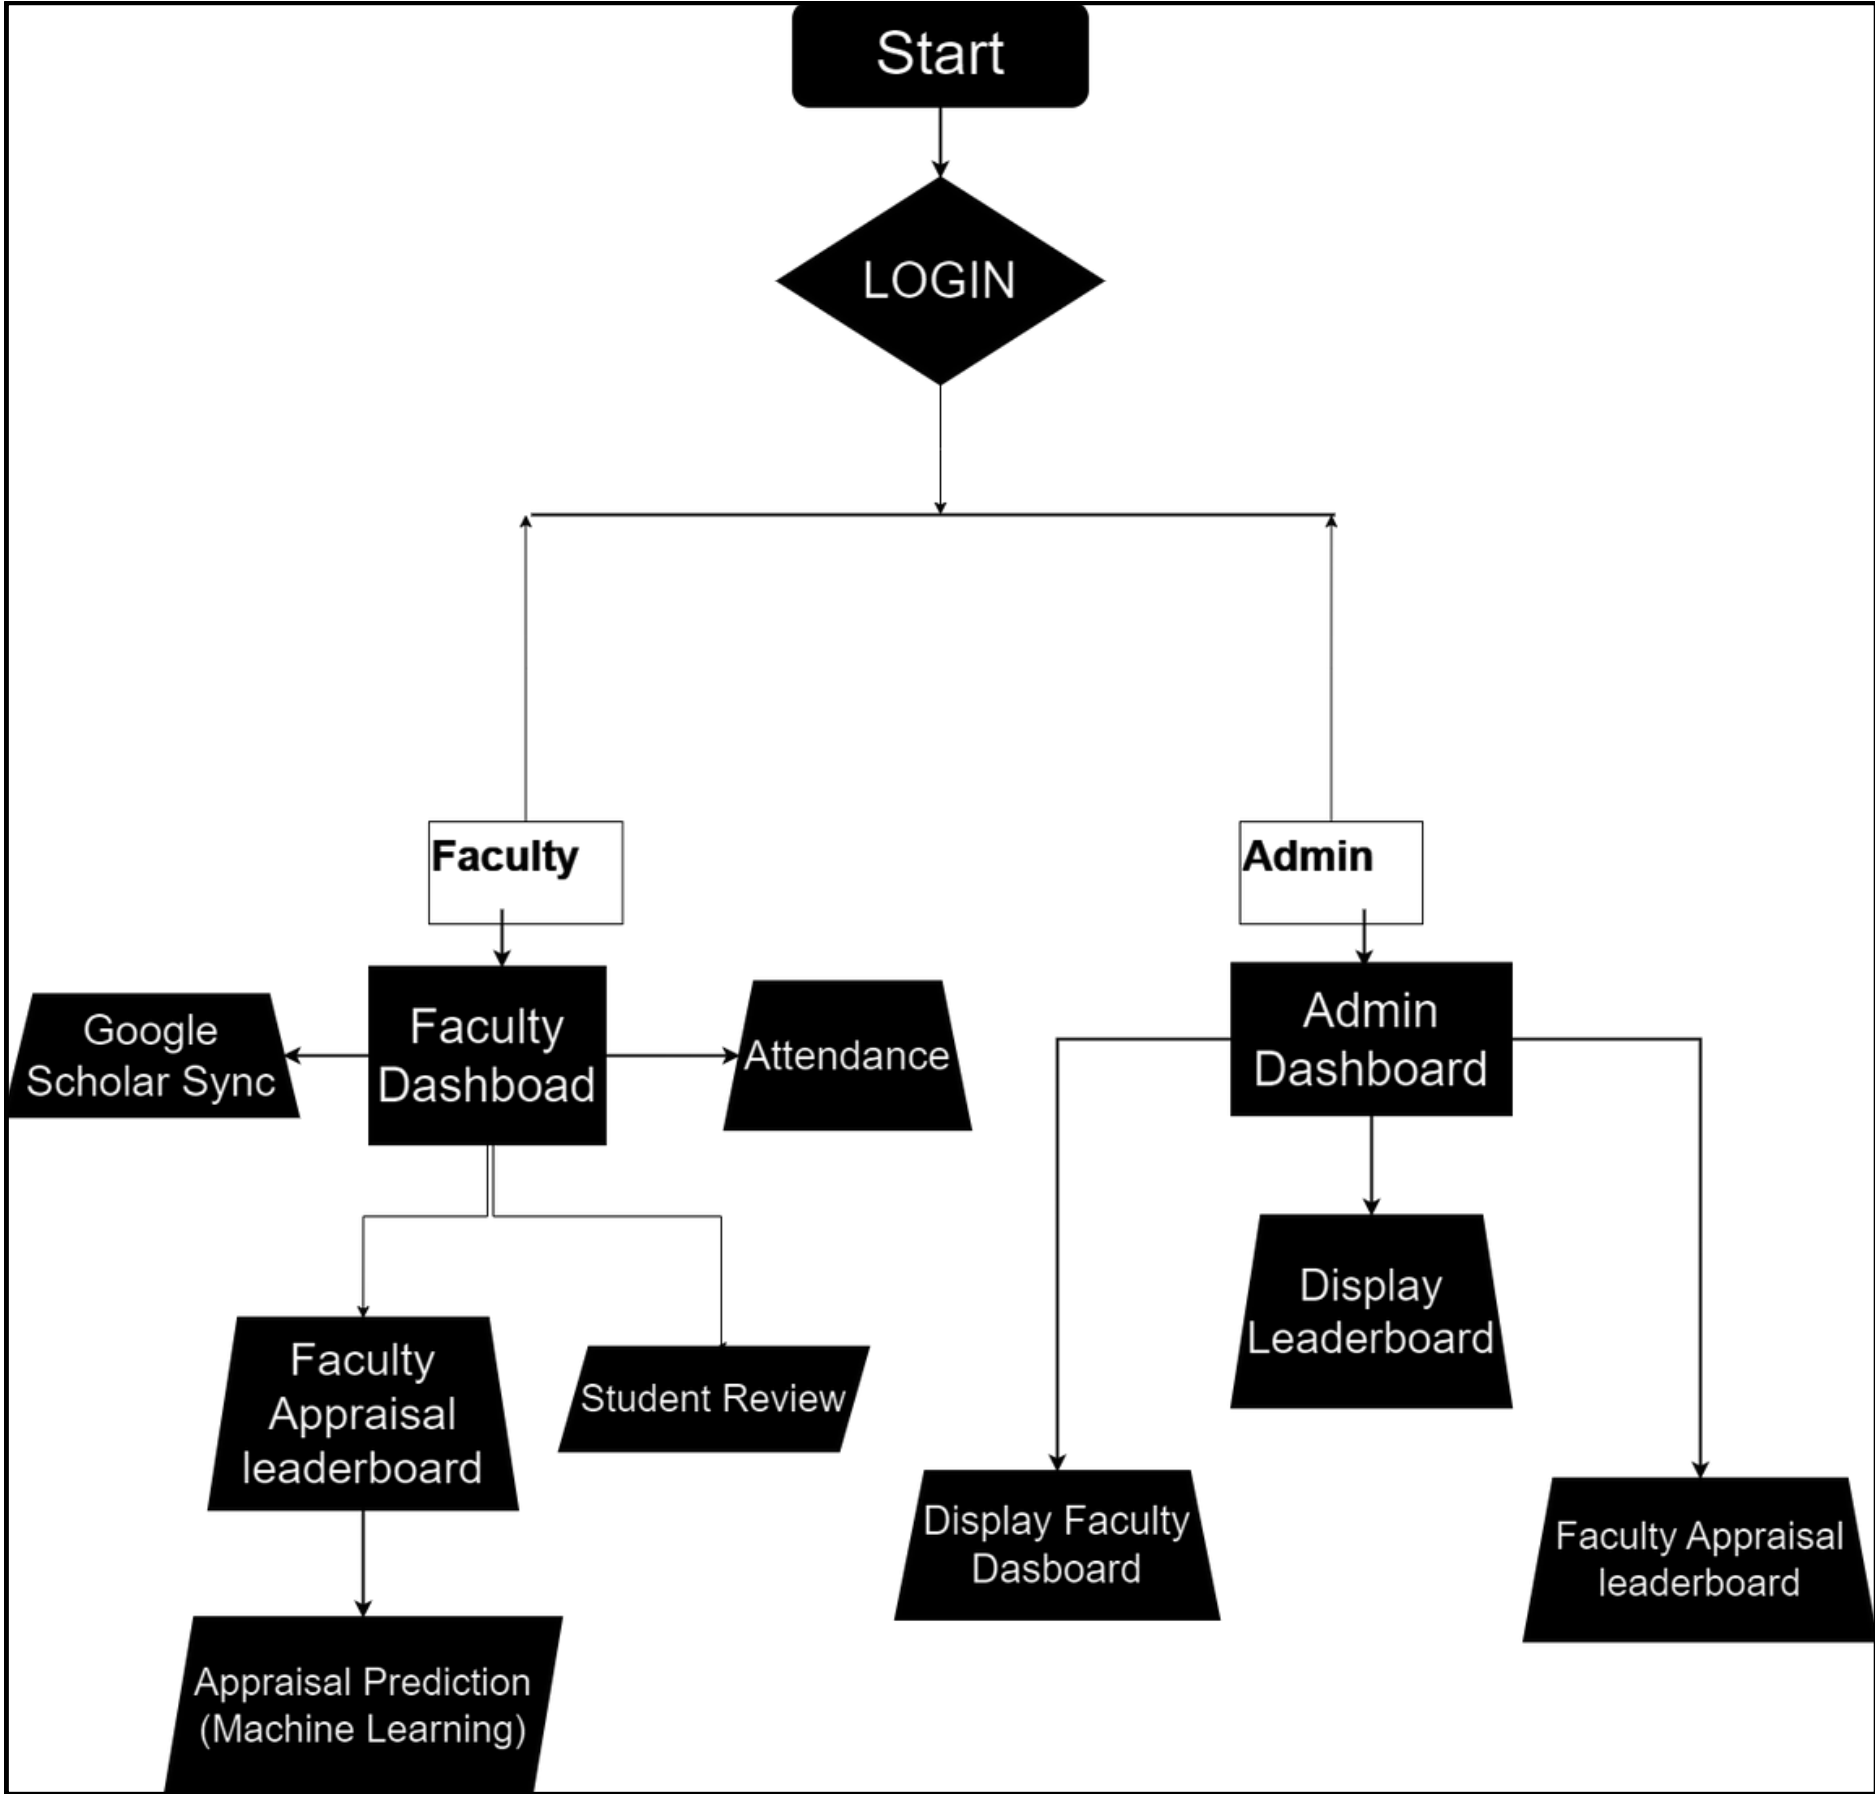 Start
LOGIN
Faculty
Admin
Google
Scholar Sync
Faculty
Dashboad
Attendance
Admin
Dashboard
Faculty
Appraisal
leaderboard
Student Review
Display
Leaderboard
Display Faculty
Dasboard
Faculty Appraisal
leaderboard
Appraisal Prediction
(Machine Learning)